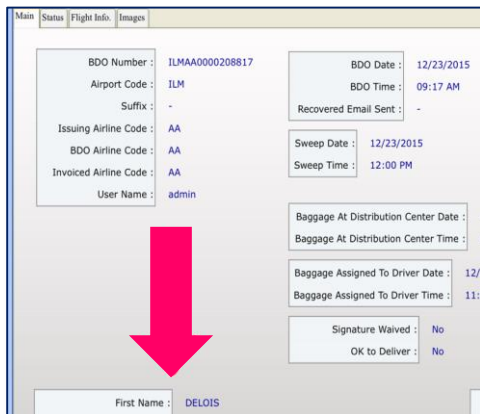 Main Status Flight Info. Images
BDO Number : ILMAA0000208817
Airport Code : ILM
Suffix : -
Issuing Airline Code : AA
BDO Airline Code : AA
Invoiced Airline Code : AA
User Name : admin
BDO Date : 12/23/2015
BDO Time : 09:17 AM
Recovered Email Sent : -
Sweep Date : 12/23/2015
Sweep Time : 12:00 PM
Baggage At Distribution Center Date :
Baggage At Distribution Center Time :
Baggage Assigned To Driver Date : 12/
Baggage Assigned To Driver Time : 11:
Signature Waived : No
OK to Deliver : No
First Name : DELOIS